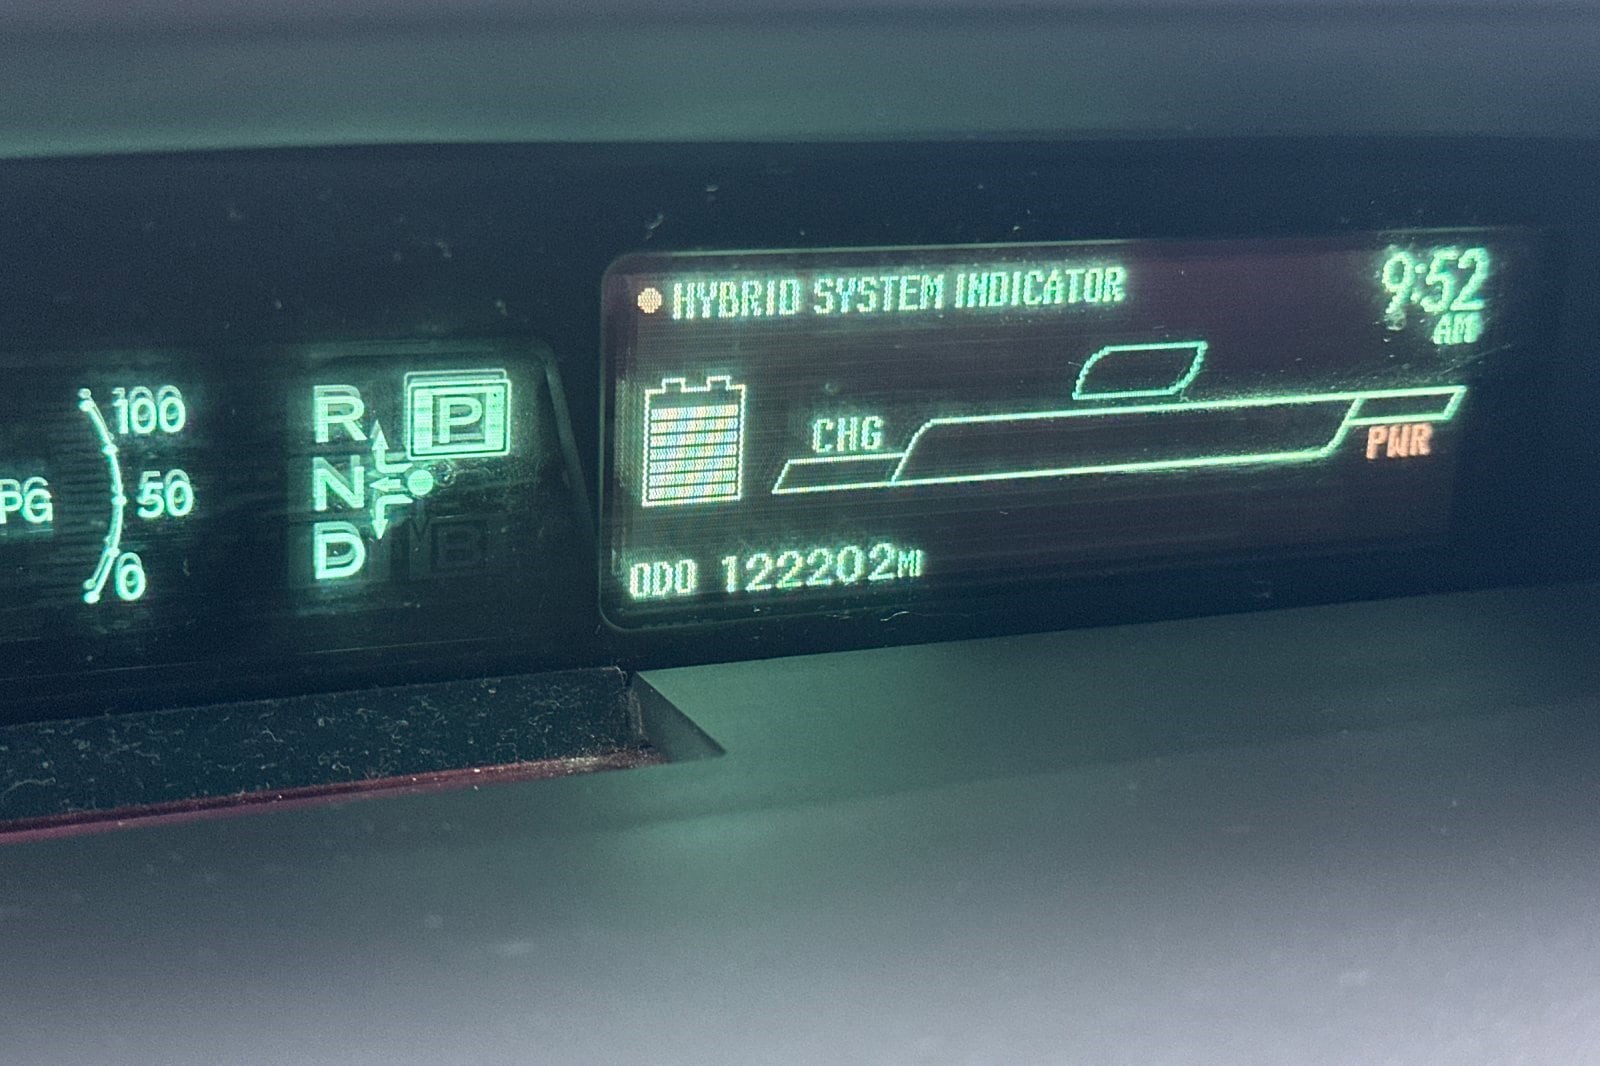 PG
100
50
0
R
N
D
P
B
HYBRID SYSTEM INDICATOR
9:52
AM
CHG
PWR
ODO 122202MI